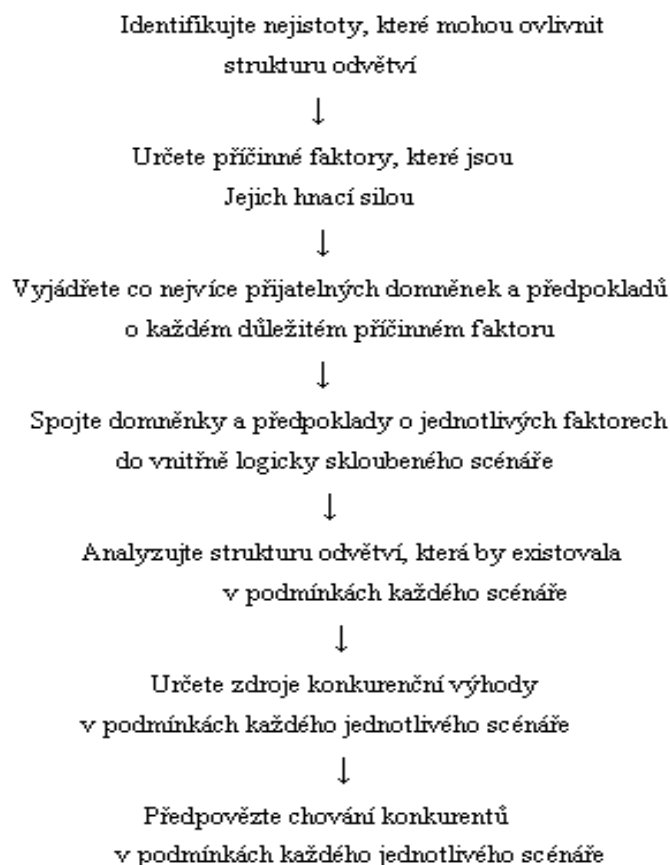 Identifikujte nejistoty, které mohou ovlivnit
strukturu odvětví
↓
Určete příčinné faktory, které jsou
Jejich hnací silou
↓
Vyjádřete co nejvíce přijatelných domněnek a předpokladů
o každém důležitém příčinném faktoru
↓
Spojte domněnky a předpoklady o jednotlivých faktorech
do vnitřně logicky skloubeného scénáře
↓
Analyzujte strukturu odvětví, která by existovala
v podmínkách každého scénáře
↓
Určete zdroje konkurenční výhody
v podmínkách každého jednotlivého scénáře
↓
Předpovězte chování konkurentů
v podmínkách každého jednotlivého scénáře